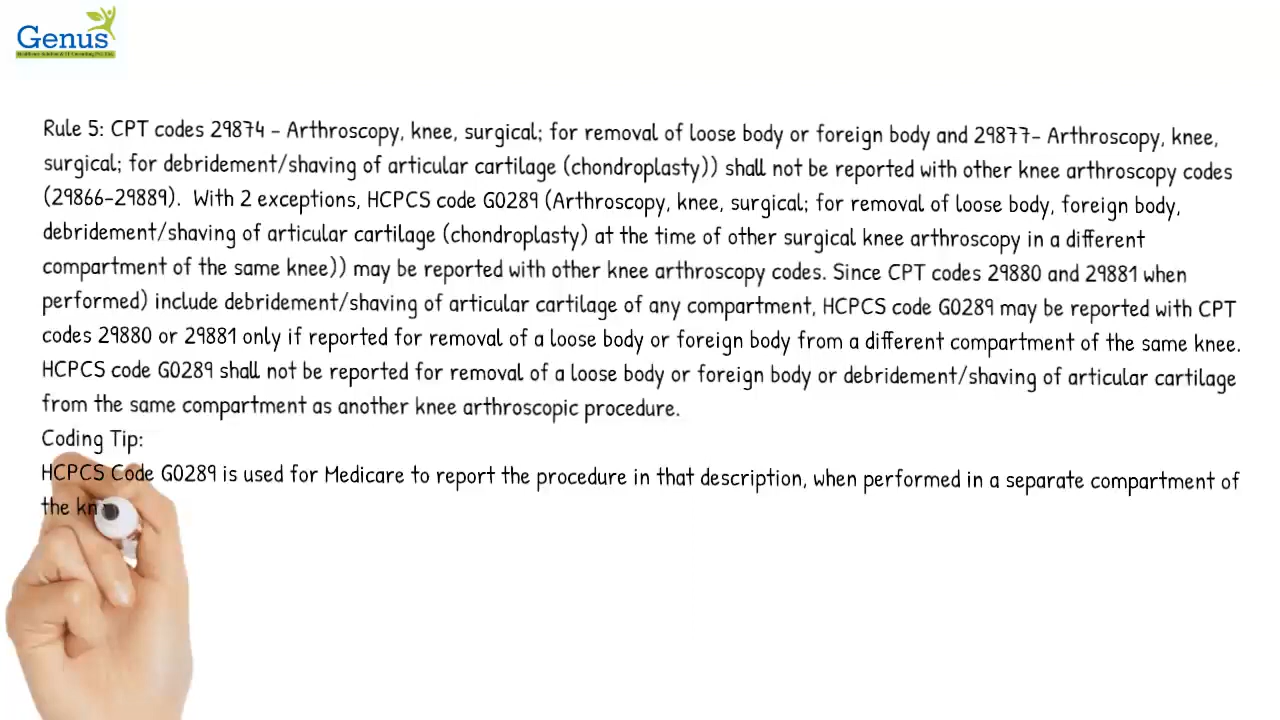 Genus
Rule 5: CPT codes 29874 – Arthroscopy, knee, surgical; for removal of loose body or foreign body and 29877– Arthroscopy, knee,
surgical; for debridement/shaving of articular cartilage (chondroplasty)) shall not be reported with other knee arthroscopy codes
(29866-29889). With 2 exceptions, HCPCS code G0289 (Arthroscopy, knee, surgical; for removal of loose body, foreign body,
debridement/shaving of articular cartilage (chondroplasty) at the time of other surgical knee arthroscopy in a different
compartment of the same knee)) may be reported with other knee arthroscopy codes. Since CPT codes 29880 and 29881 when
performed) include debridement/shaving of articular cartilage of any compartment, HCPCS code G0289 may be reported with CPT
codes 29880 or 29881 only if reported for removal of a loose body or foreign body from a different compartment of the same knee.
HCPCS code G0289 shall not be reported for removal of a loose body or foreign body or debridement/shaving of articular cartilage
from the same compartment as another knee arthroscopic procedure.
Coding Tip:
HCPCS Code G0289 is used for Medicare to report the procedure in that description, when performed in a separate compartment of
the kn